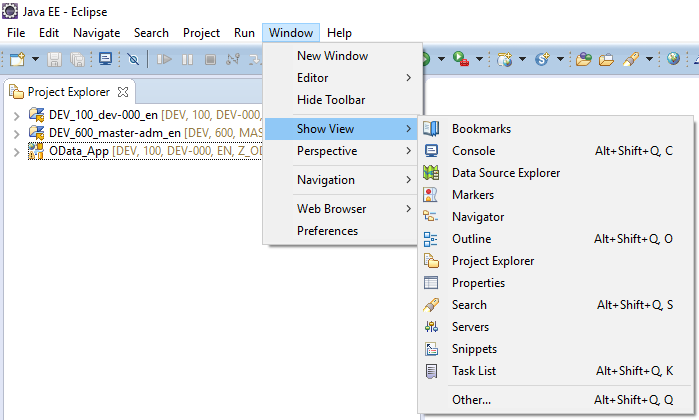 Java EE - Eclipse
File Edit Navigate Search Project Run Window Help
New Window
Editor
Hide Toolbar
Show View
Perspective
Navigation
Web Browser
Preferences
Project Explorer
DEV_100_dev-000_en [DEV, 100, DEV-000,
DEV_600_master-adm_en [DEV, 600, MAS
OData_App [DEV, 100, DEV-000, EN, Z_OD
Bookmarks
Console Alt+Shift+Q, C
Data Source Explorer
Markers
Navigator
Outline Alt+Shift+Q, O
Project Explorer
Properties
Search Alt+Shift+Q, S
Servers
Snippets
Task List Alt+Shift+Q, K
Other... Alt+Shift+Q, Q